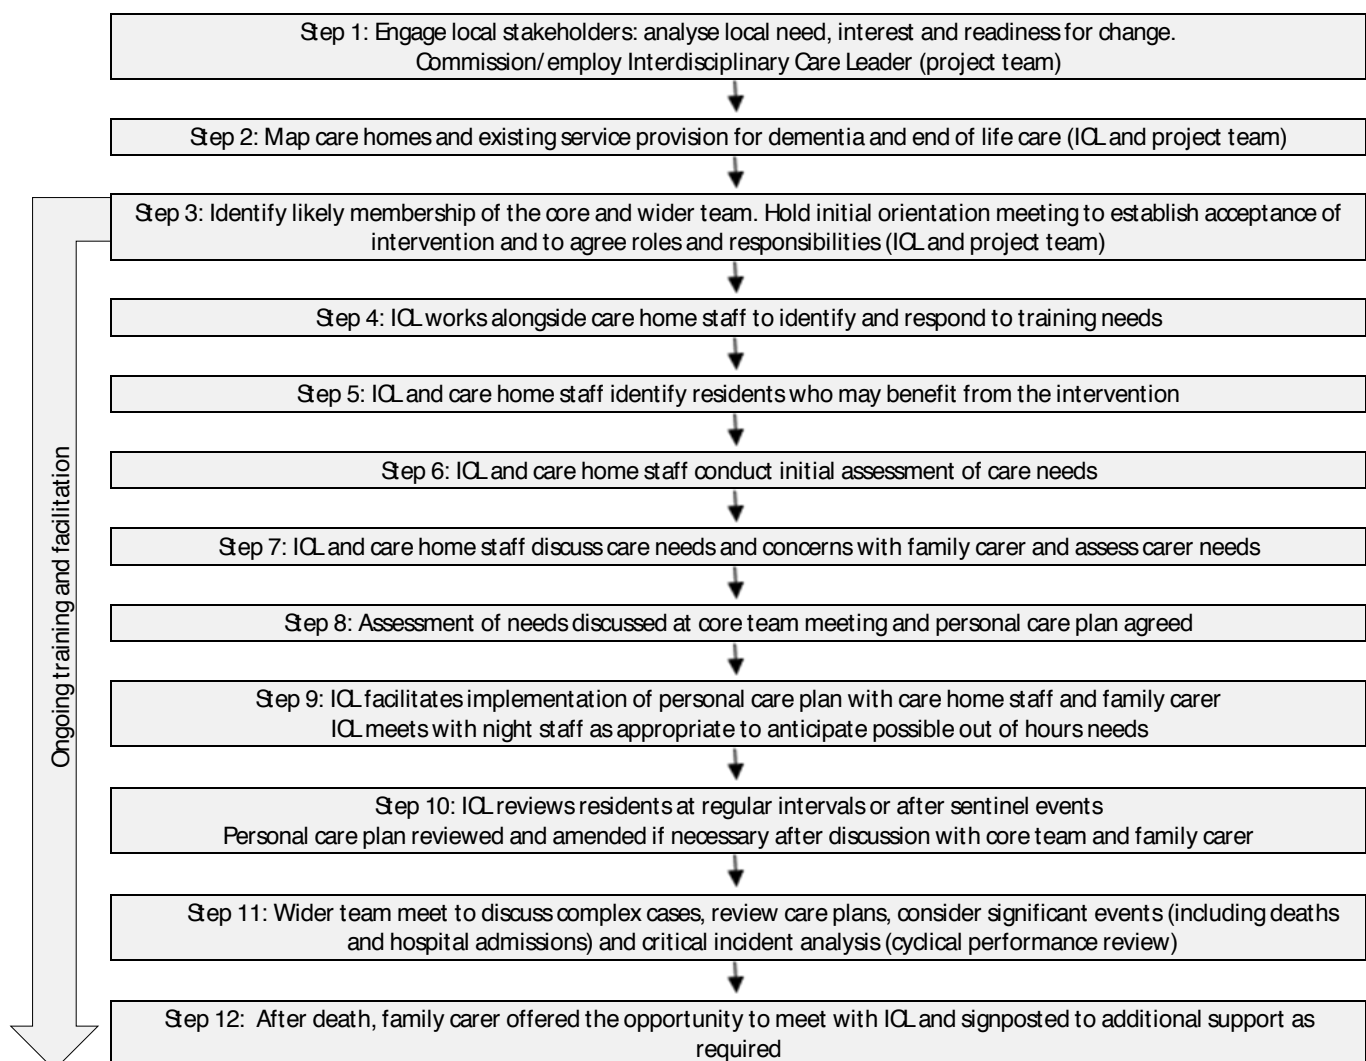 Step 1: Engage local stakeholders: analyse local need, interest and readiness for change.
Commission/employ Interdisciplinary Care Leader (project team)
Step 2: Map care homes and existing service provision for dementia and end of life care (ICL and project team)
Step 3: Identify likely membership of the core and wider team. Hold initial orientation meeting to establish acceptance of
intervention and to agree roles and responsibilities (ICL and project team)
Step 4: ICL works alongside care home staff to identify and respond to training needs
Step 5: ICL and care home staff identify residents who may benefit from the intervention
Step 6: ICL and care home staff conduct initial assessment of care needs
Step 7: ICL and care home staff discuss care needs and concerns with family carer and assess carer needs
Step 8: Assessment of needs discussed at core team meeting and personal care plan agreed
Step 9: ICL facilitates implementation of personal care plan with care home staff and family carer
ICL meets with night staff as appropriate to anticipate possible out of hours needs
Step 10: ICL reviews residents at regular intervals or after sentinel events
Personal care plan reviewed and amended if necessary after discussion with core team and family carer
Step 11: Wider team meet to discuss complex cases, review care plans, consider significant events (including deaths
and hospital admissions) and critical incident analysis (cyclical performance review)
Step 12: After death, family carer offered the opportunity to meet with ICL and signposted to additional support as
required
Ongoing training and facilitation